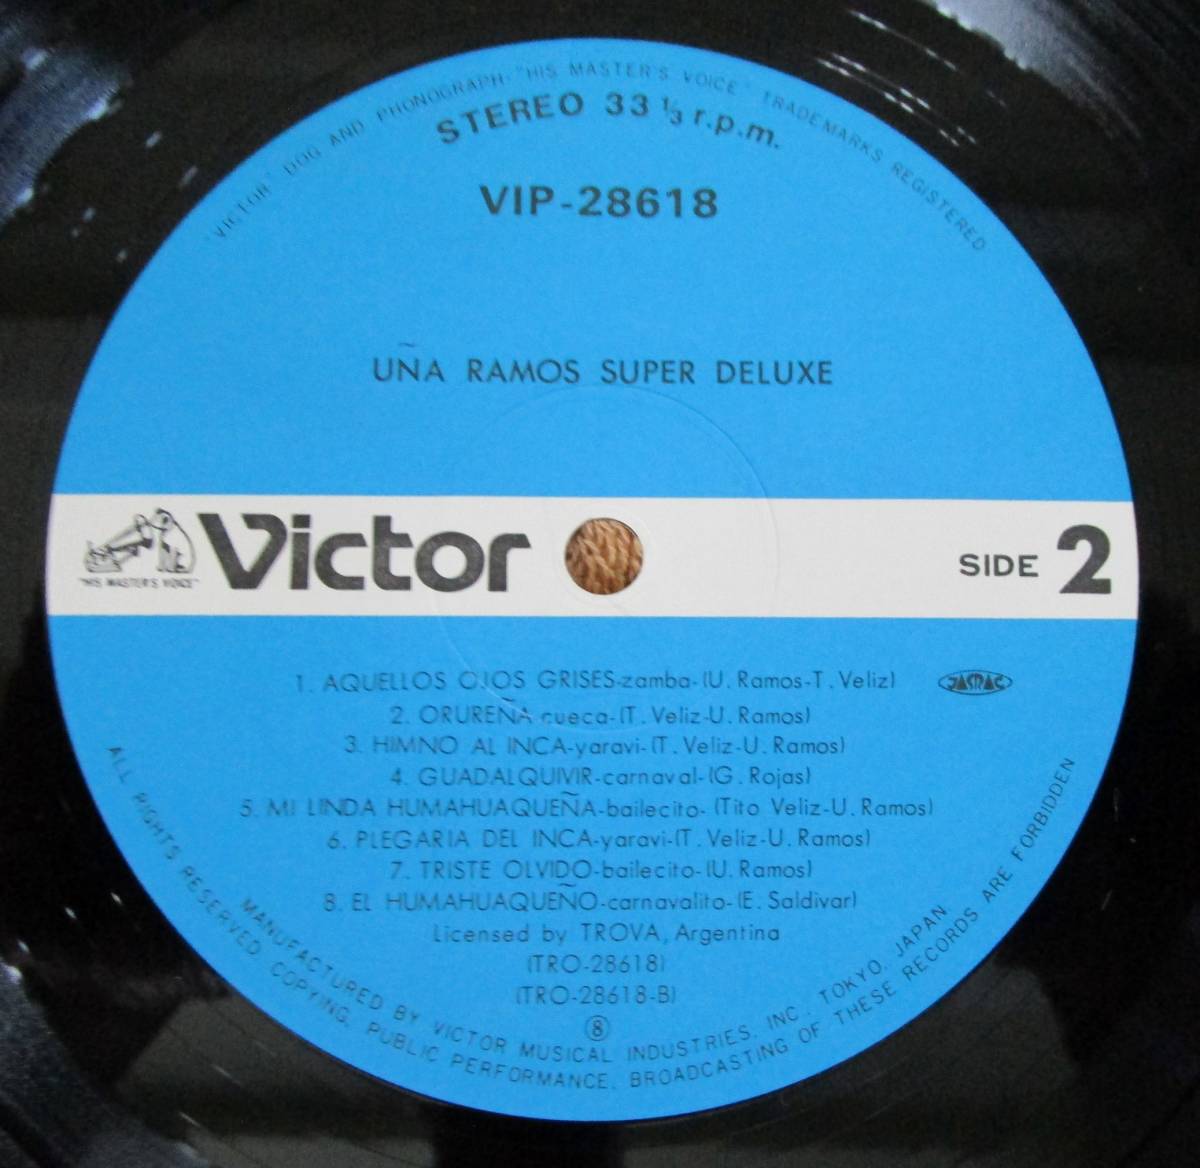 "VICTOR" DOG AND PHONOGRAPH-"HIS MASTER'S VOICE" TRADEMARKS REGISTERED
STEREO 33 1/3 r.p.m.
VIP-28618
UÑA RAMOS SUPER DELUXE
"HIS MASTER'S VOICE"
Victor
SIDE 2
1. AQUELLOS OJOS GRISES-zamba-(U. Ramos-T. Veliz)
JASRAC
2. ORUREÑA-cueca-(T. Veliz-U. Ramos)
3. HIMNO AL INCA-yaravi-(T. Veliz-U. Ramos)
4. GUADALQUIVIR-carnaval-(G. Rojas)
5. MI LINDA HUMAHUAQUEÑA-bailecito-(Tito Veliz-U. Ramos)
6. PLEGARIA DEL INCA-yaravi-(T. Veliz-U. Ramos)
7. TRISTE OLVIDO-bailecito-(U. Ramos)
8. EL HUMAHUAQUEÑO-carnavalito-(E. Saldivar)
Licensed by TROVA, Argentina
(TRO-28618)
(TRO-28618-B)
⑧
MANUFACTURED BY VICTOR MUSICAL INDUSTRIES, INC. TOKYO, JAPAN
ALL RIGHTS RESERVED. COPYING, PUBLIC PERFORMANCE, BROADCASTING OF THESE RECORDS ARE FORBIDDEN